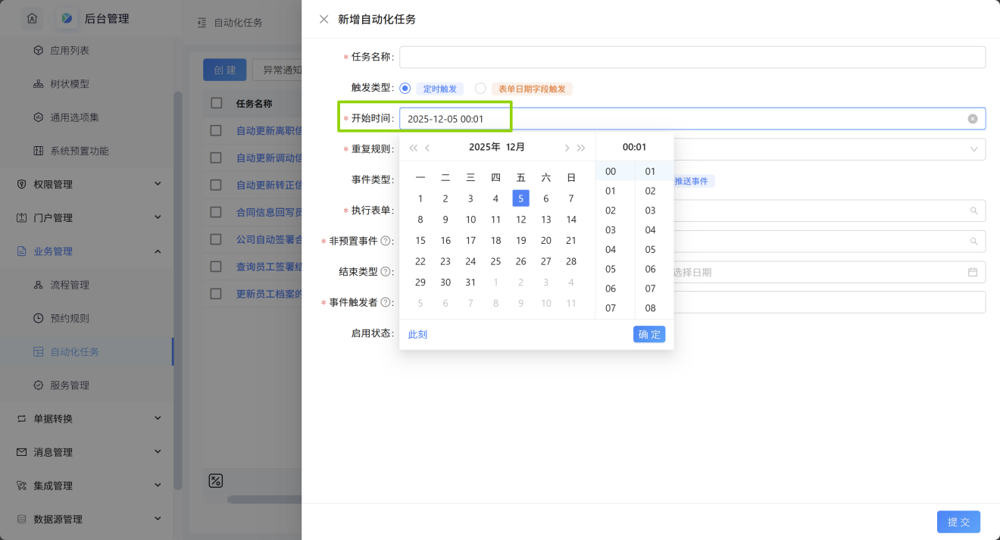 后台管理
应用列表
树状模型
通用选项集
系统预置功能
权限管理
门户管理
业务管理
流程管理
预约规则
自动化任务
服务管理
单据转换
消息管理
集成管理
数据源管理
自动化任务
创建
异常通知
任务名称
自动更新离职信
自动更新调动信
自动更新转正信
合同信息回写员
公司自动签署合
查询员工签署结
更新员工档案的
新增自动化任务
* 任务名称:
触发类型: 定时触发 表单日期字段触发
* 开始时间: 2025-12-05 00:01
* 重复规则:
事件类型: 推送事件
* 执行表单:
* 非预置事件 ?:
结束类型 ?: 选择日期
* 事件触发者 ?:
启用状态:
2025年 12月 00:01
一 二 三 四 五 六 日
1 2 3 4 5 6 7
8 9 10 11 12 13 14
15 16 17 18 19 20 21
22 23 24 25 26 27 28
29 30 31 1 2 3 4
5 6 7 8 9 10 11
00 01
01 02
02 03
03 04
04 05
05 06
06 07
07 08
此刻 确定
提交